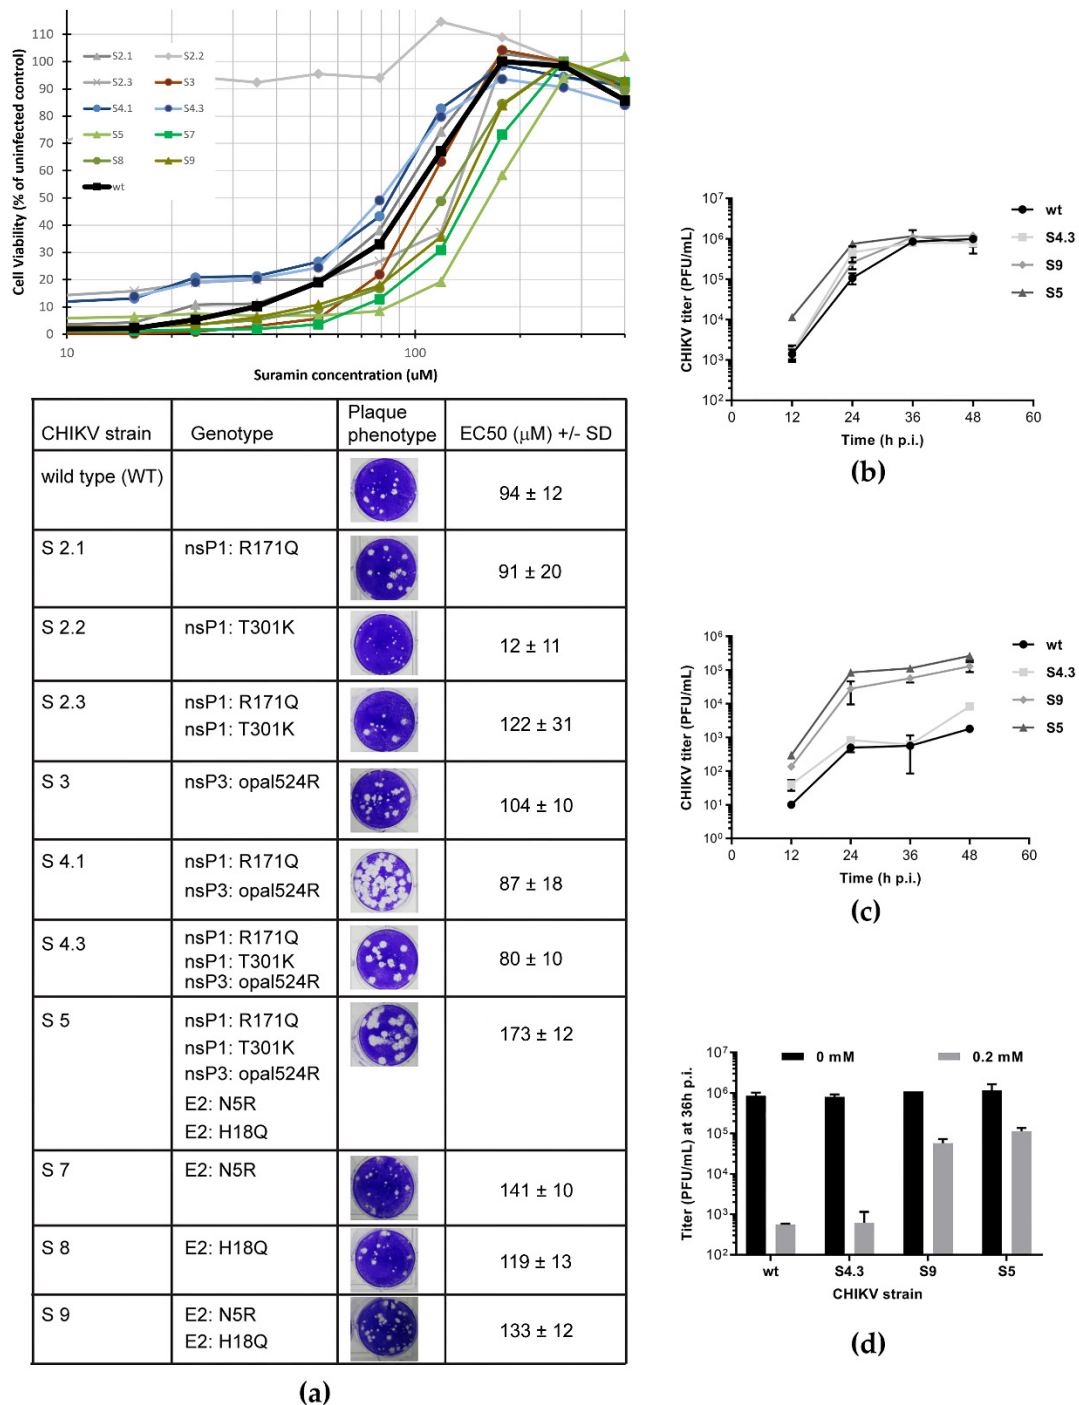 Cell Viability (% of uninfected control)
120
110
100
90
80
70
60
50
40
30
20
10
0
S2.1 S2.2
S2.3 S3
S4.1 S4.3
S5 S7
S8 S9
wt
10 100
Suramin concentration (uM)
CHIKV strain Genotype Plaque phenotype EC50 (μM) +/- SD
wild type (WT) 94 ± 12
S 2.1 nsP1: R171Q 91 ± 20
S 2.2 nsP1: T301K 12 ± 11
S 2.3 nsP1: R171Q
nsP1: T301K 122 ± 31
S 3 nsP3: opal524R 104 ± 10
S 4.1 nsP1: R171Q
nsP3: opal524R 87 ± 18
S 4.3 nsP1: R171Q
nsP1: T301K 80 ± 10
nsP3: opal524R
S 5 nsP1: R171Q
nsP1: T301K 173 ± 12
nsP3: opal524R
E2: N5R
E2: H18Q
S 7 E2: N5R 141 ± 10
S 8 E2: H18Q 119 ± 13
S 9 E2: N5R
E2: H18Q 133 ± 12
(a)
CHIKV titer (PFU/mL)
10⁷
10⁶
10⁵
10⁴
10³
10²
0 12 24 36 48 60
Time (h p.i.)
wt
S4.3
S9
S5
(b)
CHIKV titer (PFU/mL)
10⁶
10⁵
10⁴
10³
10²
10¹
10⁰
0 12 24 36 48 60
Time (h p.i.)
wt
S4.3
S9
S5
(c)
Titer (PFU/mL) at 36h p.i.
10⁷
10⁶
10⁵
10⁴
10³
10²
0 mM 0.2 mM
wt S4.3 S9 S5
CHIKV strain
(d)